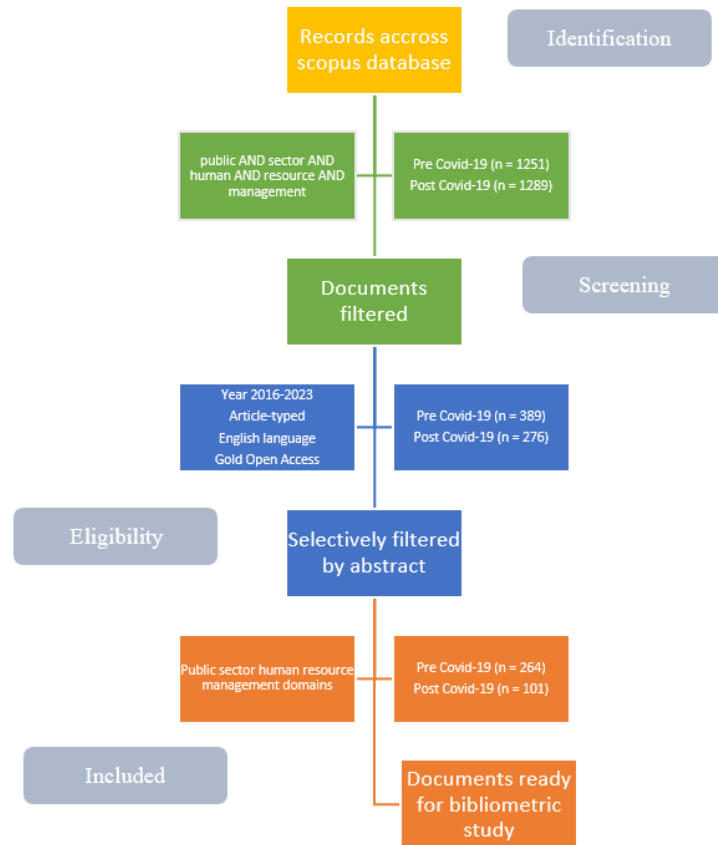 Records accross
scopus database
Identification
public AND sector AND
human AND resource AND
management
Pre Covid-19 (n = 1251)
Post Covid-19 (n = 1289)
Documents
filtered
Screening
Year 2016-2023
Article-typed
English language
Gold Open Access
Pre Covid-19 (n = 389)
Post Covid-19 (n = 276)
Eligibility
Selectively filtered
by abstract
Public sector human resource
management domains
Pre Covid-19 (n = 264)
Post Covid-19 (n = 101)
Included
Documents ready
for bibliometric
study